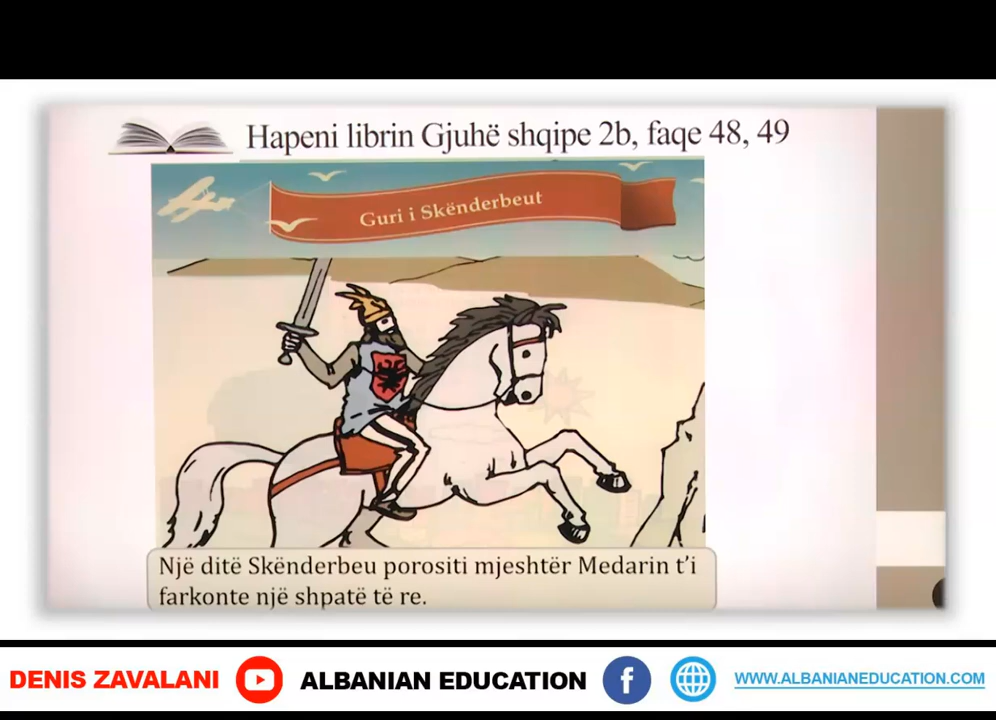 Hapeni librin Gjuhë shqipe 2b, faqe 48, 49
Guri i Skënderbeut
Një ditë Skënderbeu porositi mjeshtër Medarin t'i
farkonte një shpatë të re.
DENIS ZAVALANI
ALBANIAN EDUCATION
f
WWW.ALBANIANEDUCATION.COM